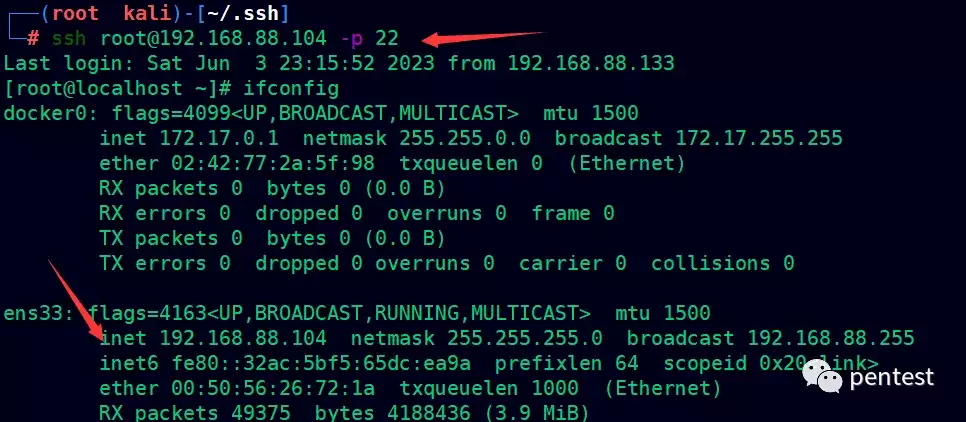 ┌──(root  kali)-[~/.ssh]
└─# ssh root@192.168.88.104 -p 22
Last login: Sat Jun  3 23:15:52 2023 from 192.168.88.133
[root@localhost ~]# ifconfig
docker0: flags=4099<UP,BROADCAST,MULTICAST>  mtu 1500
        inet 172.17.0.1  netmask 255.255.0.0  broadcast 172.17.255.255
        ether 02:42:77:2a:5f:98  txqueuelen 0  (Ethernet)
        RX packets 0  bytes 0 (0.0 B)
        RX errors 0  dropped 0  overruns 0  frame 0
        TX packets 0  bytes 0 (0.0 B)
        TX errors 0  dropped 0 overruns 0  carrier 0  collisions 0
ens33: flags=4163<UP,BROADCAST,RUNNING,MULTICAST>  mtu 1500
        inet 192.168.88.104  netmask 255.255.255.0  broadcast 192.168.88.255
        inet6 fe80::32ac:5bf5:65dc:ea9a  prefixlen 64  scopeid 0x20<link>
        ether 00:50:56:26:72:1a  txqueuelen 1000  (Ethernet)
        RX packets 49375  bytes 4188436 (3.9 MiB)
pentest